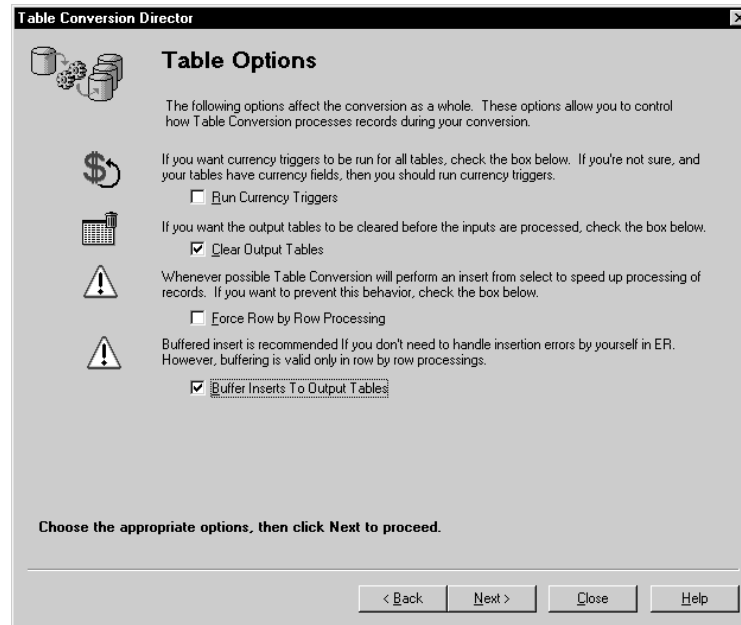 Table Conversion Director
Table Options
The following options affect the conversion as a whole. These options allow you to control
how Table Conversion processes records during your conversion.
If you want currency triggers to be run for all tables, check the box below. If you're not sure, and
your tables have currency fields, then you should run currency triggers.
Run Currency Triggers
If you want the output tables to be cleared before the inputs are processed, check the box below.
Clear Output Tables
Whenever possible Table Conversion will perform an insert from select to speed up processing of
records. If you want to prevent this behavior, check the box below.
Force Row by Row Processing
Buffered insert is recommended If you don't need to handle insertion errors by yourself in ER.
However, buffering is valid only in row by row processings.
Buffer Inserts To Output Tables
Choose the appropriate options, then click Next to proceed.
< Back Next > Close Help